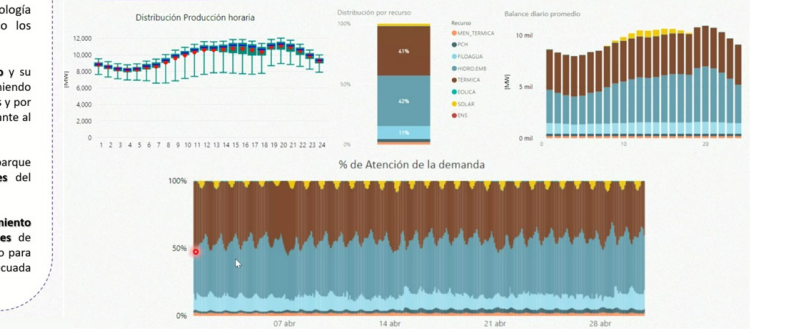 ología
o los
o y su
niendo
s y por
ante al
parque
es del
miento
es de
o para
cuada
Distribución Producción horaria
[MW]
12.000
10.000
8.000
6.000
4.000
2.000
0
1 2 3 4 5 6 7 8 9 10 11 12 13 14 15 16 17 18 19 20 21 22 23 24
Distribución por recurso
100%
50%
0%
41%
42%
11%
Recurso
MEN_TERMICA
PCH
FILOAGUA
HIDRO.EMB
TERMICA
EOLICA
SOLAR
ENS
Balance diario promedio
[MW]
10 mil
5 mil
0 mil
0 10 20
% de Atención de la demanda
100%
50%
0%
07 abr 14 abr 21 abr 28 abr